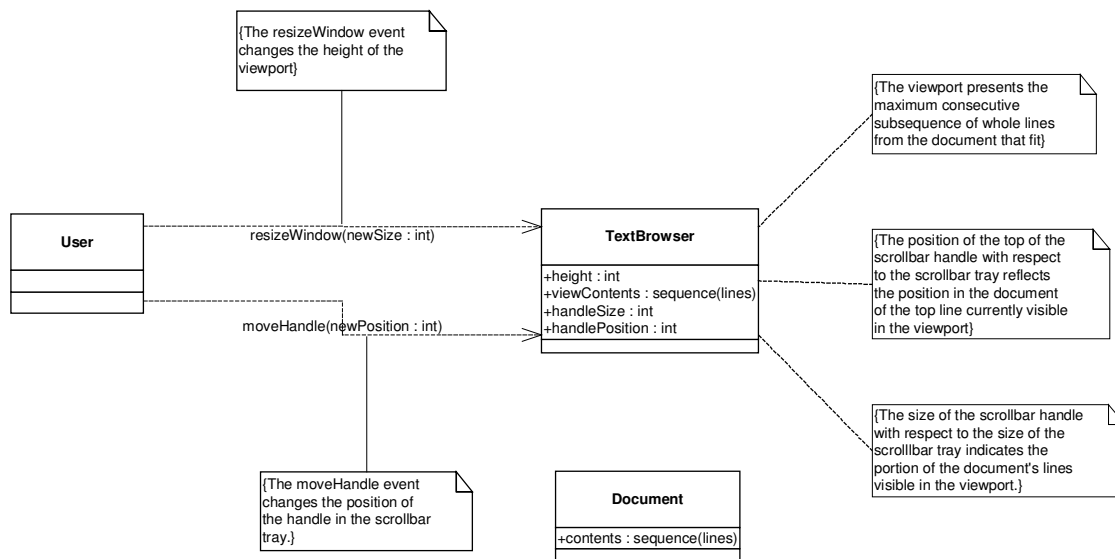 {The resizeWindow event
changes the height of the
viewport}
{The viewport presents the
maximum consecutive
subsequence of whole lines
from the document that fit}
User
resizeWindow(newSize : int)
TextBrowser
+height : int
+viewContents : sequence(lines)
+handleSize : int
+handlePosition : int
{The position of the top of the
scrollbar handle with respect
to the scrollbar tray reflects
the position in the document
of the top line currently visible
in the viewport}
moveHandle(newPosition : int)
{The size of the scrollbar handle
with respect to the size of the
scrolllbar tray indicates the
portion of the document's lines
visible in the viewport.}
{The moveHandle event
changes the position of
the handle in the scrollbar
tray.}
Document
+contents : sequence(lines)